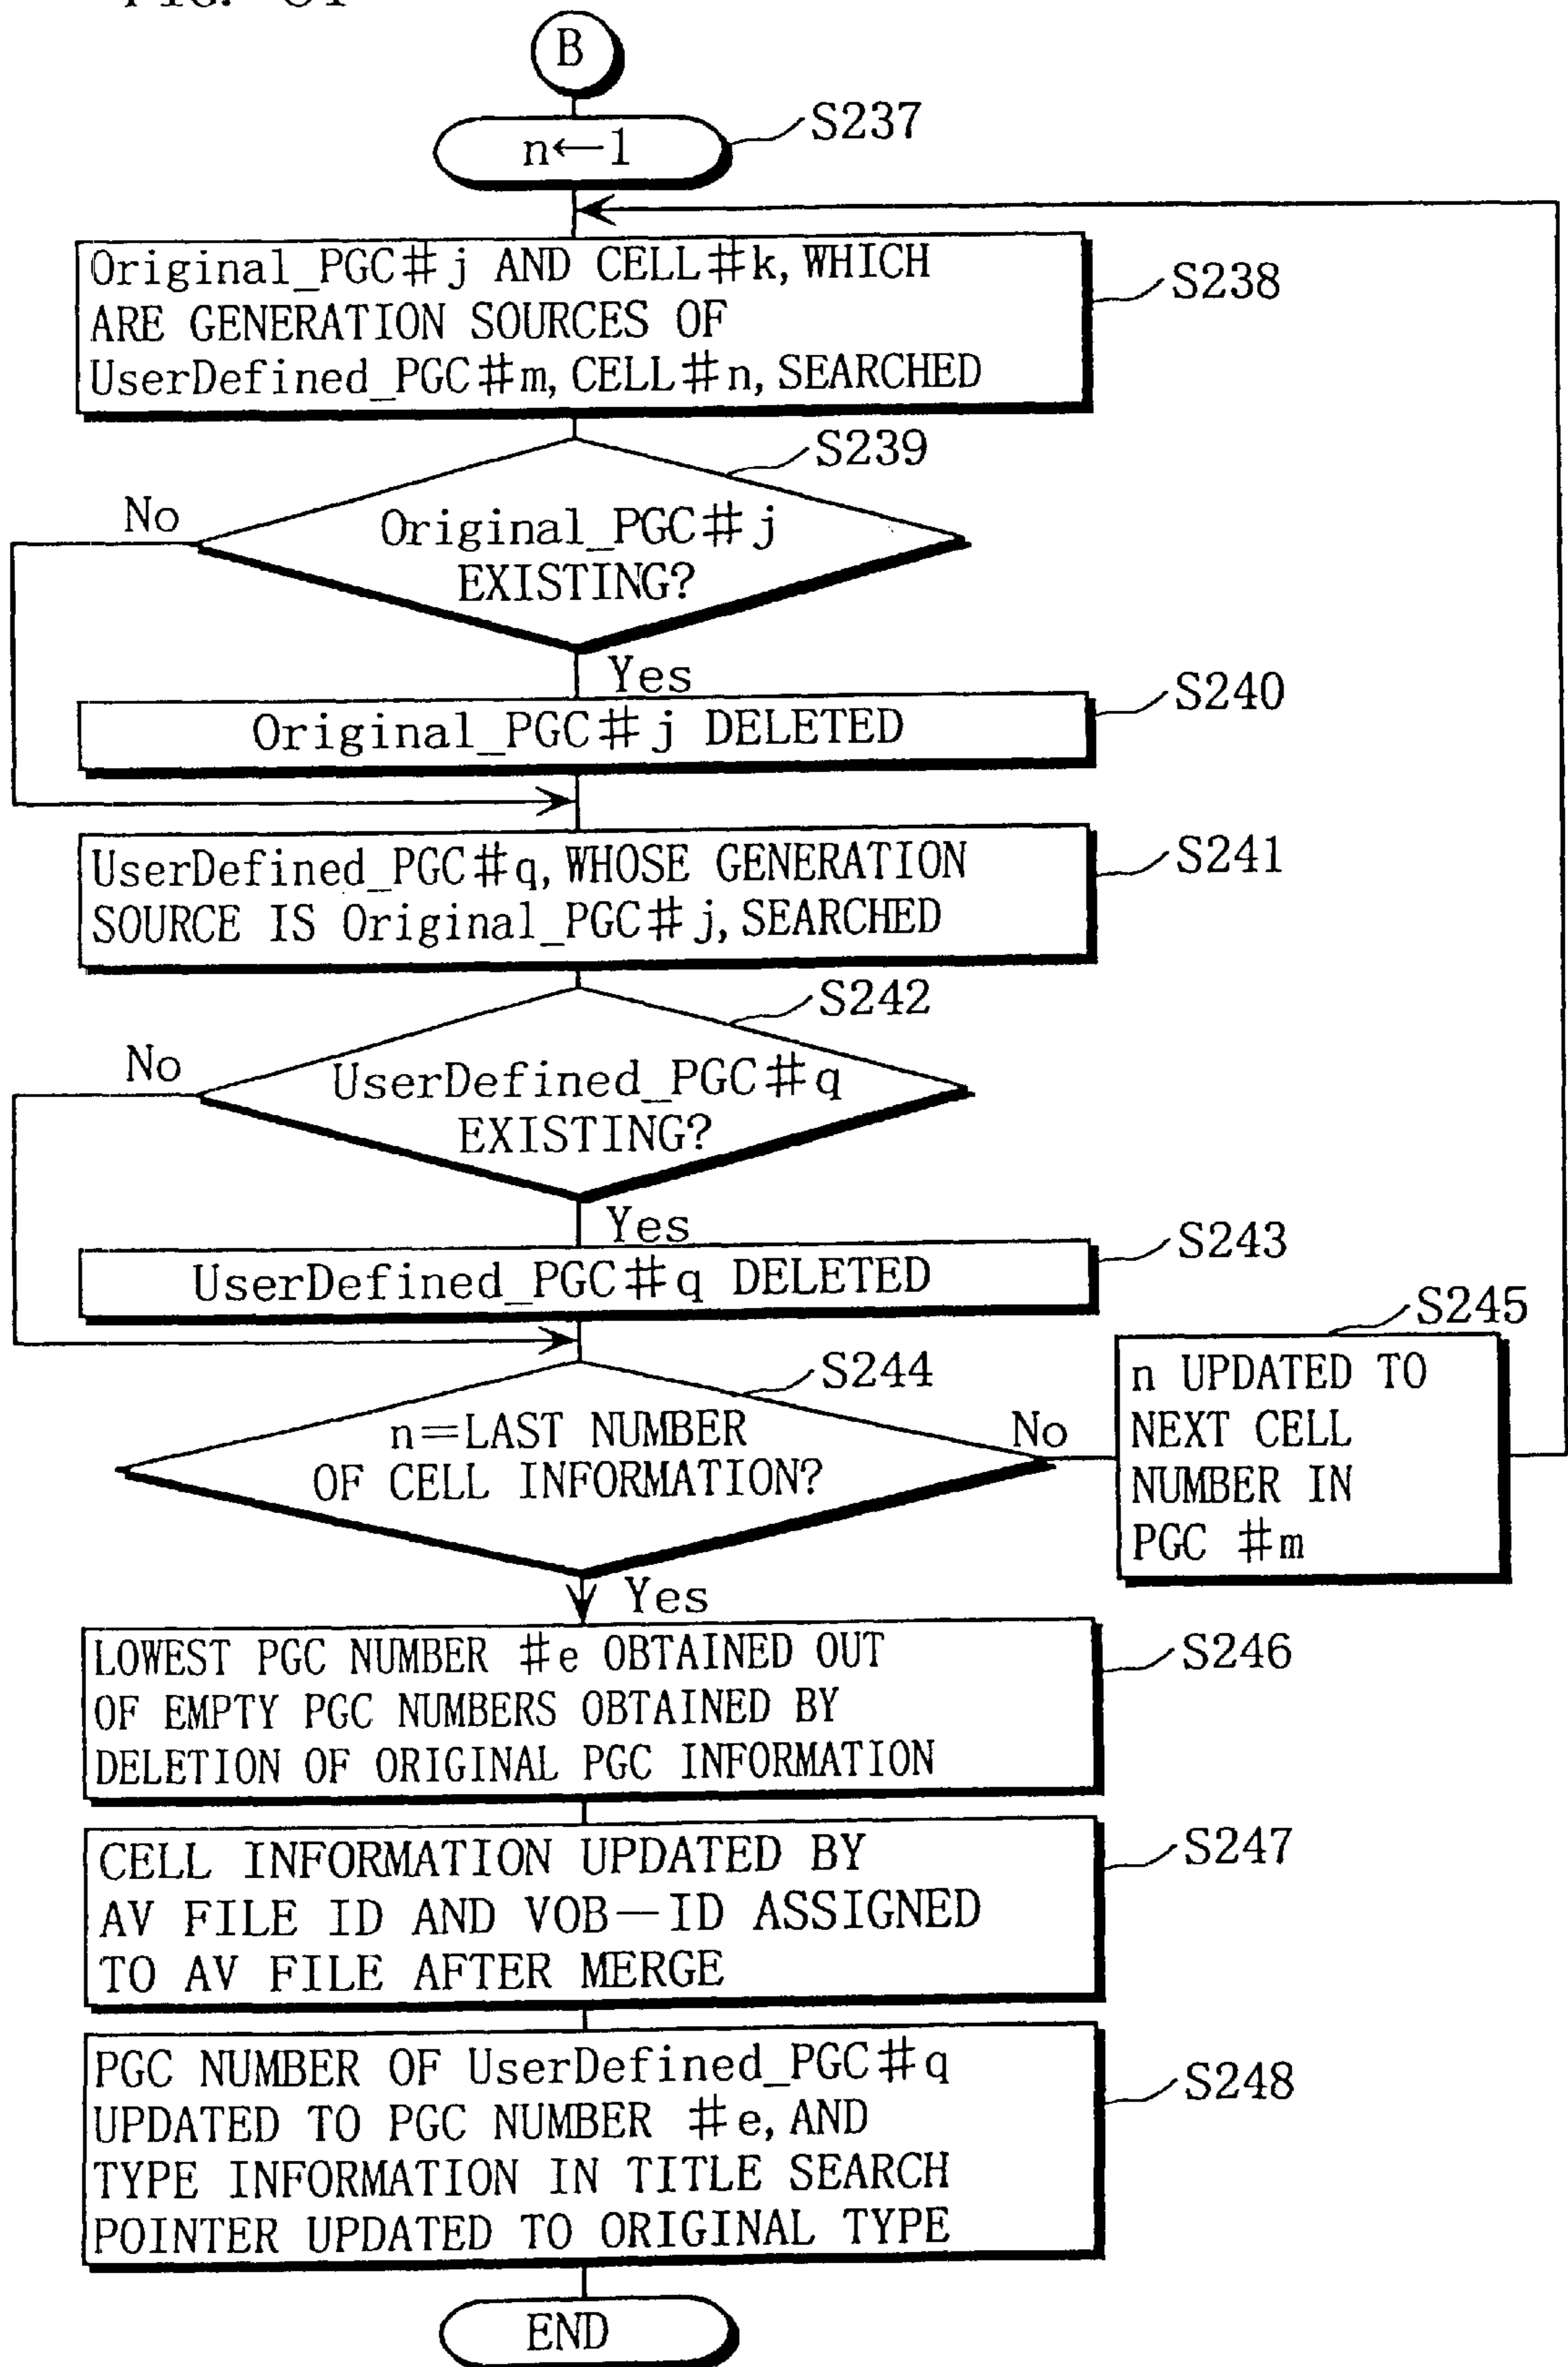 B
n←1
S237
Original_PGC#j AND CELL#k, WHICH
ARE GENERATION SOURCES OF
UserDefined_PGC#m, CELL#n, SEARCHED
S238
S239
No
Original_PGC#j
EXISTING?
Yes
S240
Original_PGC#j DELETED
S241
UserDefined_PGC#q, WHOSE GENERATION
SOURCE IS Original_PGC#j, SEARCHED
S242
No
UserDefined_PGC#q
EXISTING?
Yes
S243
UserDefined_PGC#q DELETED
S244
n=LAST NUMBER
OF CELL INFORMATION?
No
S245
n UPDATED TO
NEXT CELL
NUMBER IN
PGC #m
Yes
S246
LOWEST PGC NUMBER #e OBTAINED OUT
OF EMPTY PGC NUMBERS OBTAINED BY
DELETION OF ORIGINAL PGC INFORMATION
S247
CELL INFORMATION UPDATED BY
AV FILE ID AND VOB-ID ASSIGNED
TO AV FILE AFTER MERGE
S248
PGC NUMBER OF UserDefined_PGC#q
UPDATED TO PGC NUMBER #e, AND
TYPE INFORMATION IN TITLE SEARCH
POINTER UPDATED TO ORIGINAL TYPE
END